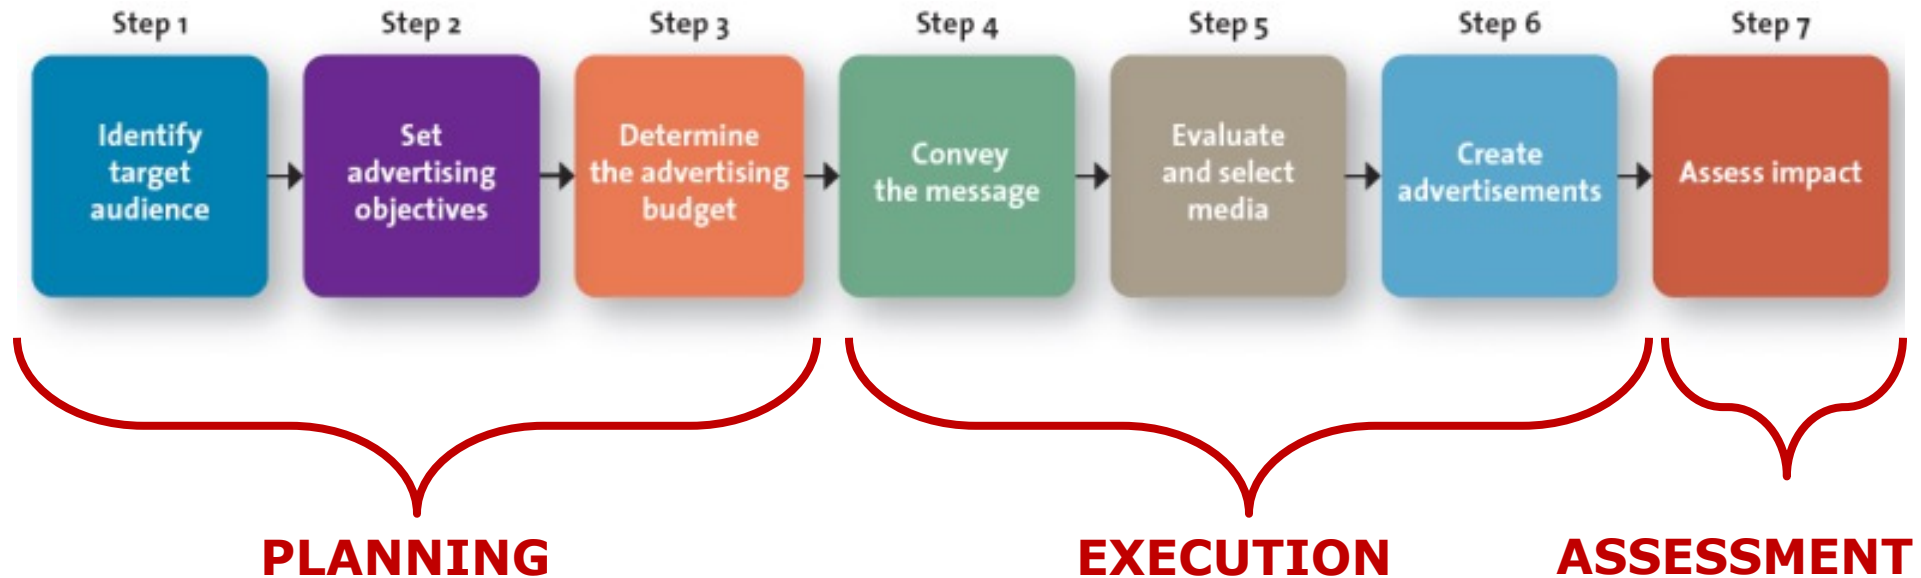 Step 1
Step 2
Step 3
Step 4
Step 5
Step 6
Step 7
Identify
target
audience
Set
advertising
objectives
Determine
the advertising
budget
Convey
the message
Evaluate
and select
media
Create
advertisements
Assess impact
PLANNING
EXECUTION
ASSESSMENT